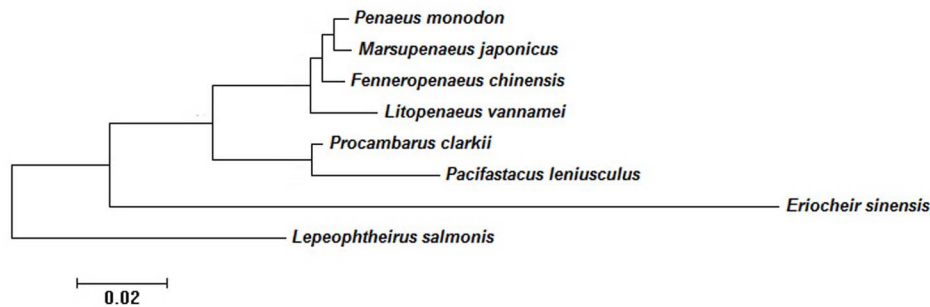 Penaeus monodon
Marsupenaeus japonicus
Fenneropenaeus chinensis
Litopenaeus vannamei
Procambarus clarkii
Pacifastacus leniusculus
Eriocheir sinensis
Lepeophtheirus salmonis
0.02